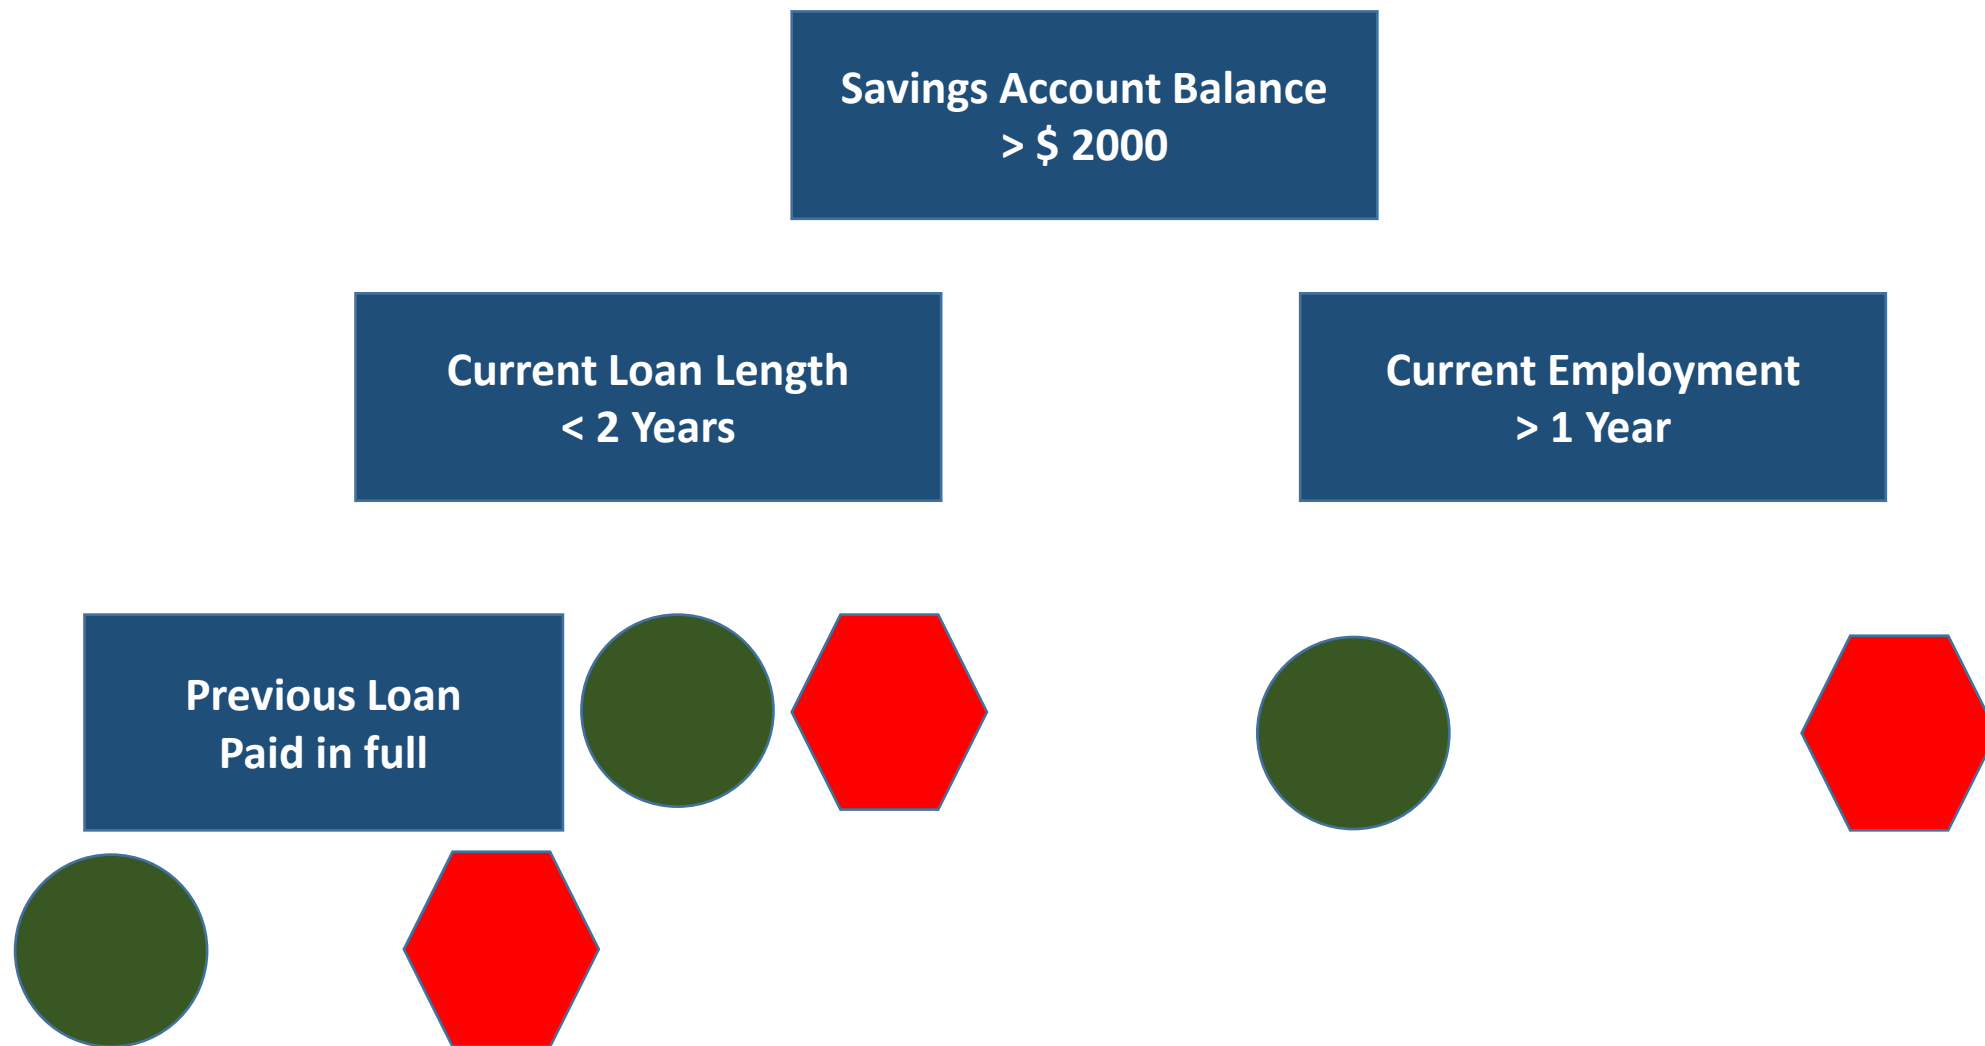 Savings Account Balance
> $ 2000
Current Loan Length
< 2 Years
Current Employment
> 1 Year
Previous Loan
Paid in full